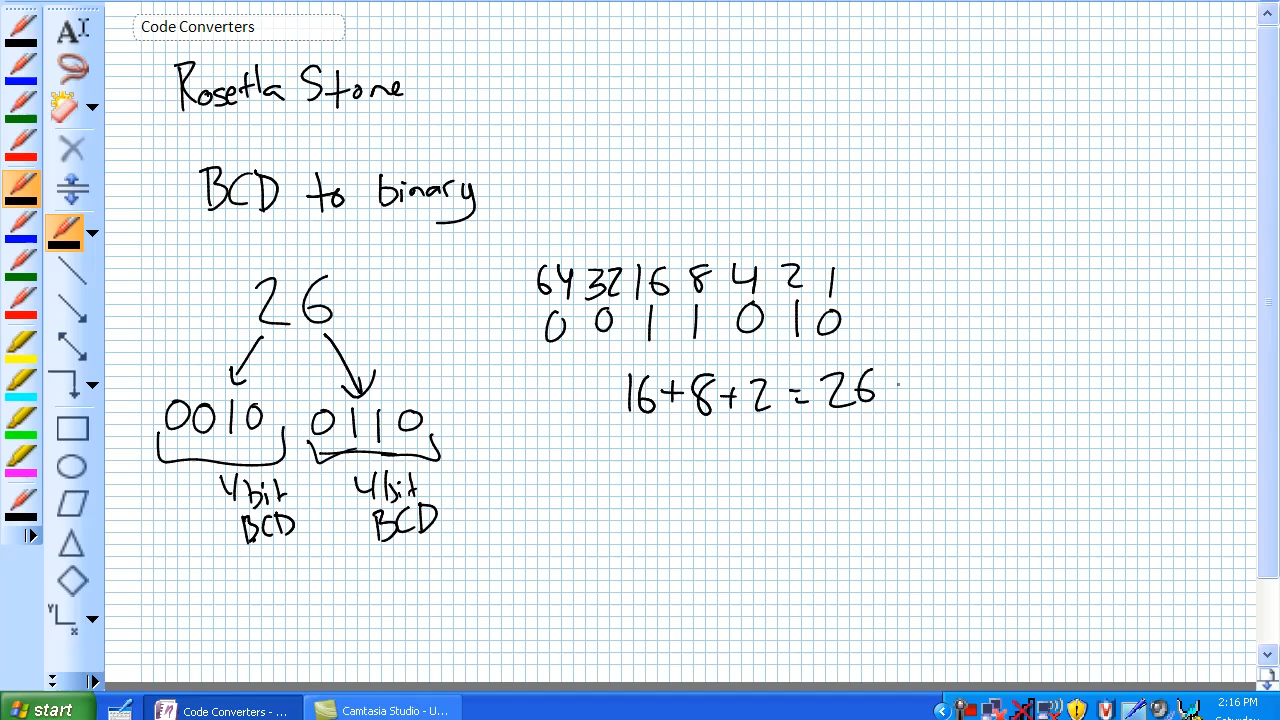 Code Converters
Rosetta Stone
BCD to binary
26
0010 0110
4 bit BCD
4 bit BCD
64 32 16 8 4 2 1
0 0 1 1 0 1 0
16+8+2=26
start
Code Converters - ...
Camtasia Studio - U...
2:16 PM